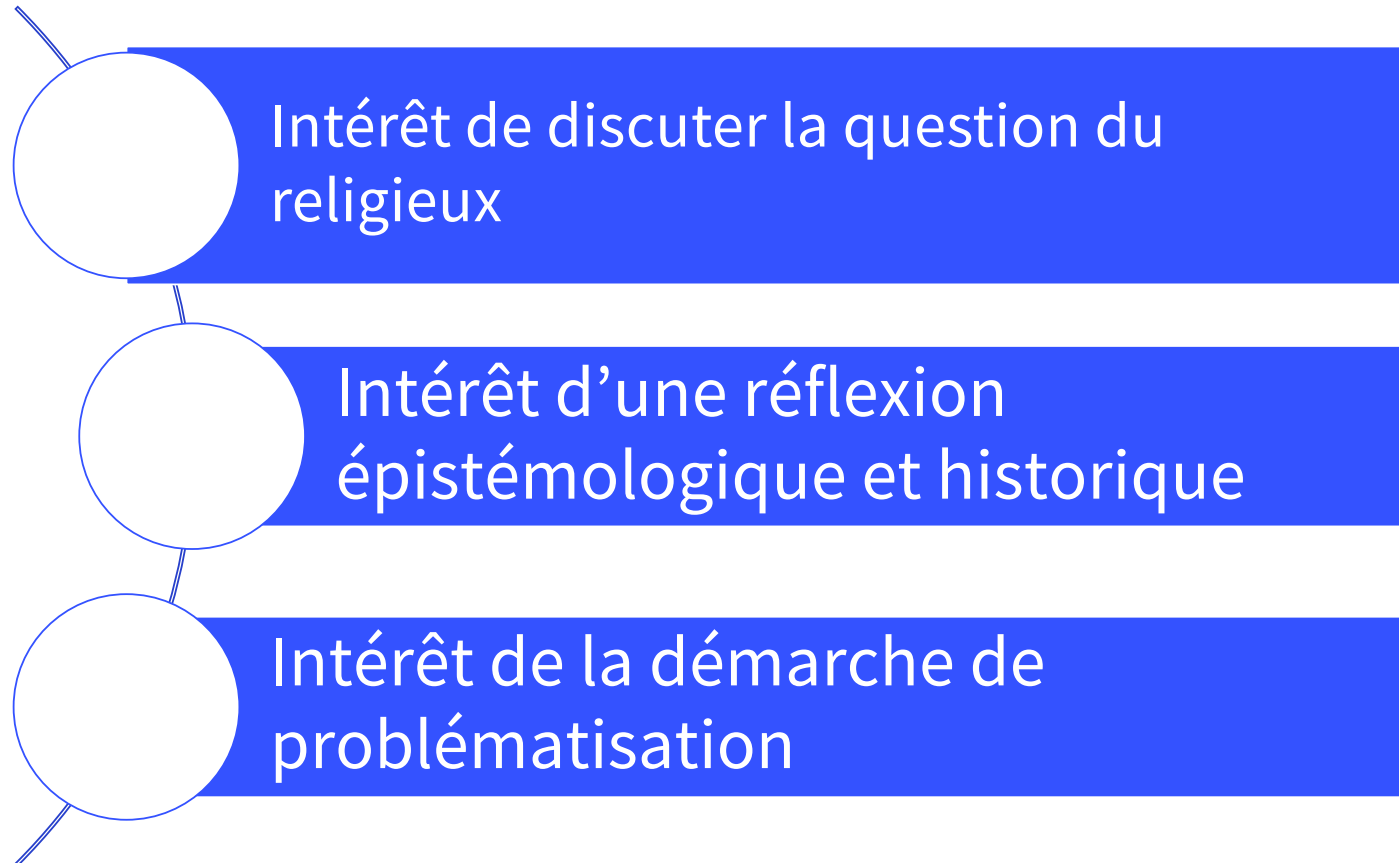 Intérêt de discuter la question du
religieux
Intérêt d’une réflexion
épistémologique et historique
Intérêt de la démarche de
problématisation